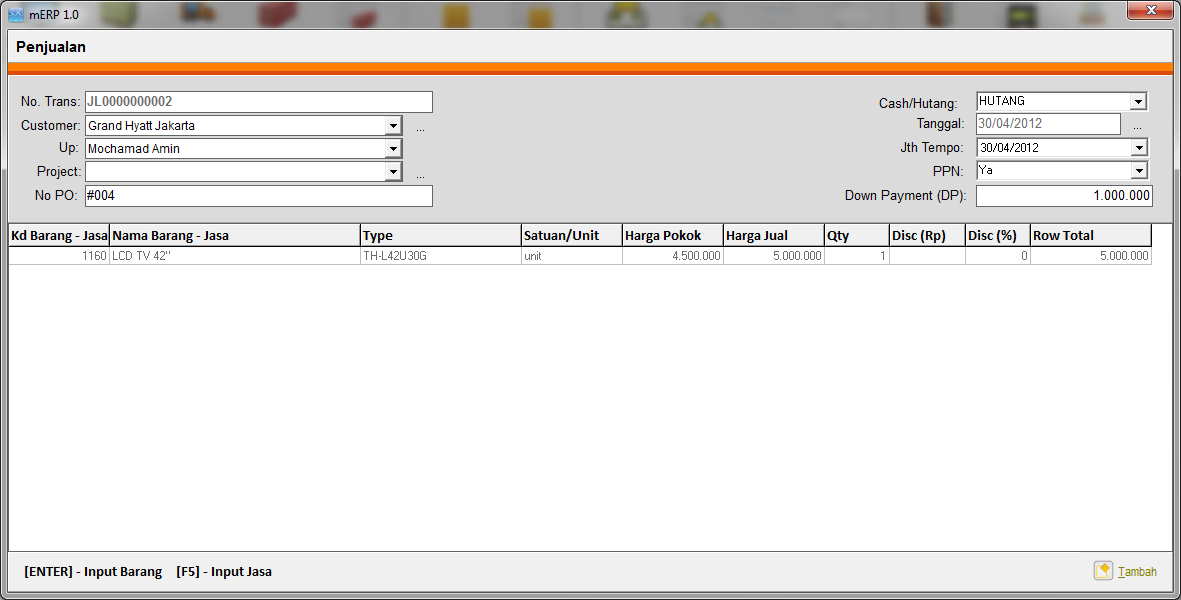 mERP 1.0
Penjualan
No. Trans: JL0000000002
Cash/Hutang: HUTANG
Customer: Grand Hyatt Jakarta ...
Tanggal: 30/04/2012 ...
Up: Mochamad Amin
Jth Tempo: 30/04/2012
Project: ...
PPN: Ya
No PO: #004
Down Payment (DP): 1.000.000
Kd Barang - Jasa Nama Barang - Jasa Type Satuan/Unit Harga Pokok Harga Jual Qty Disc (Rp) Disc (%) Row Total
1160 LCD TV 42" TH-L42U30G unit 4.500.000 5.000.000 1 0 5.000.000
[ENTER] - Input Barang [F5] - Input Jasa Tambah